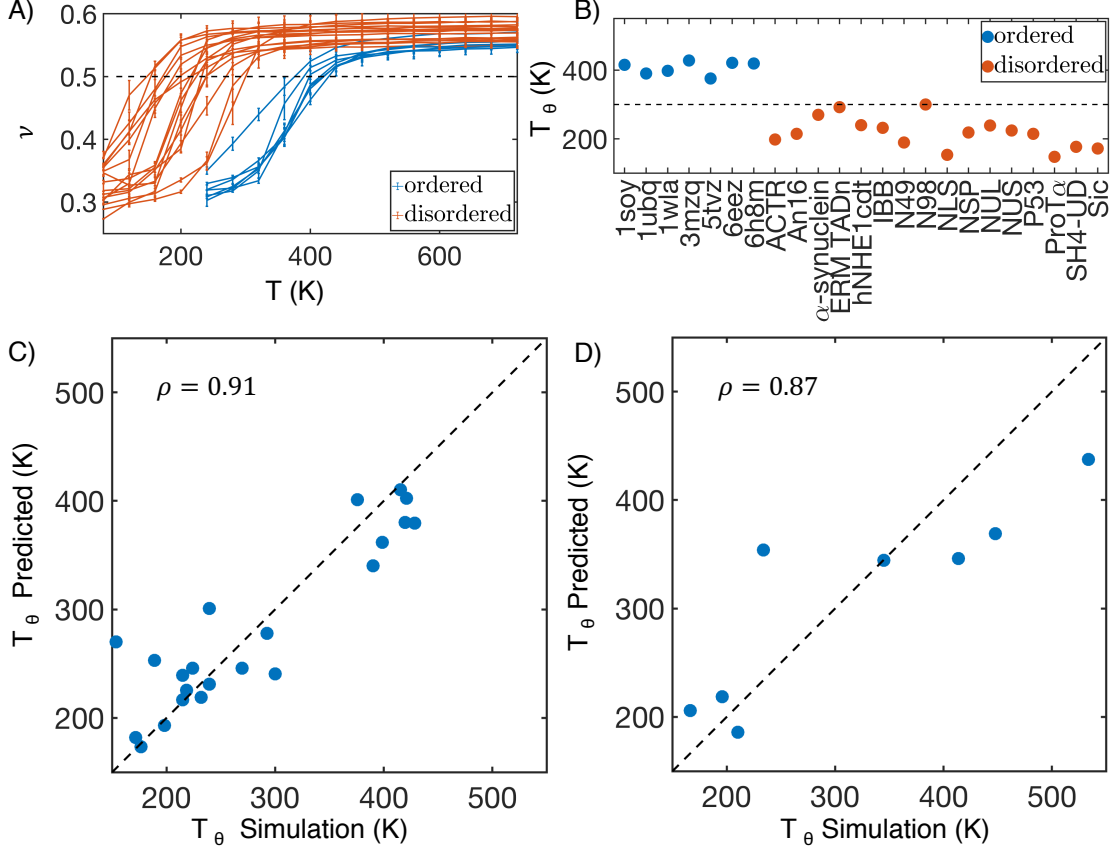 A)
0.6
0.5
0.4
0.3
ν
200
400
600
T (K)
ordered
disordered
B)
400
200
T θ (K)
ordered
disordered
1soy
1ubq
1wla
3mzq
5tvz
6eez
6h8m
ACTR
An16
α-synuclein
ERM TADn
hNHE1cdt
IBB
N49
N98
NLS
NSP
NUL
NUS
P53
ProTα
SH4-UD
Sic
C)
ρ = 0.91
500
400
300
200
T θ Predicted (K)
200
300
400
500
T θ Simulation (K)
D)
ρ = 0.87
500
400
300
200
T θ Predicted (K)
200
300
400
500
T θ Simulation (K)